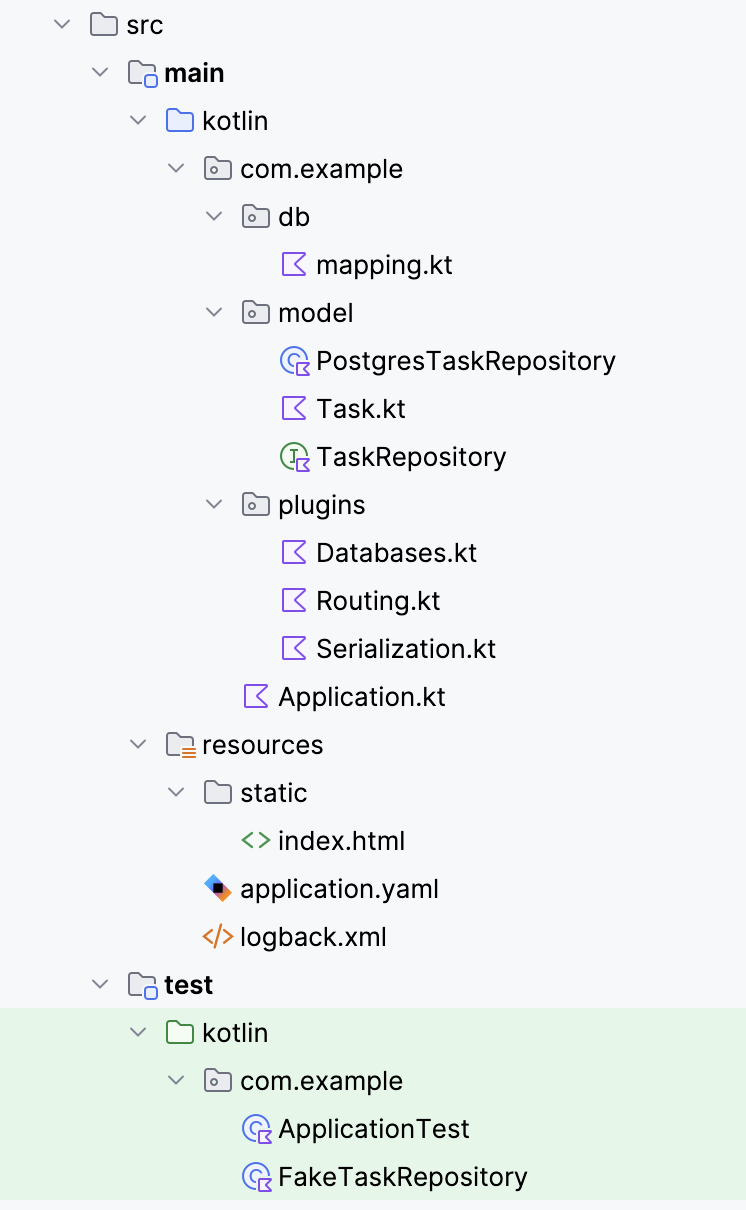 src
main
kotlin
com.example
db
mapping.kt
model
PostgresTaskRepository
Task.kt
TaskRepository
plugins
Databases.kt
Routing.kt
Serialization.kt
Application.kt
resources
static
index.html
application.yaml
logback.xml
test
kotlin
com.example
ApplicationTest
FakeTaskRepository